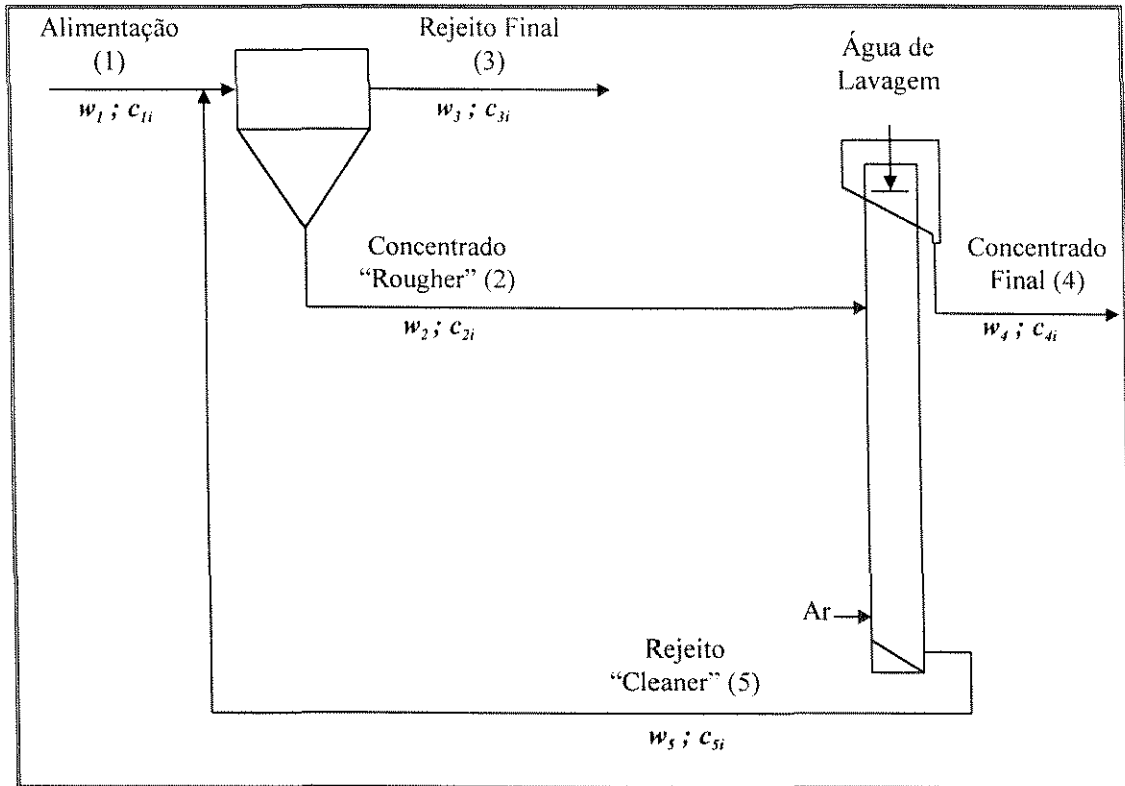 Alimentação
(1)
w₁ ; c₁ᵢ
Rejeito Final
(3)
w₃ ; c₃ᵢ
Água de
Lavagem
Concentrado
“Rougher” (2)
w₂ ; c₂ᵢ
Concentrado
Final (4)
w₄ ; c₄ᵢ
Ar
Rejeito
“Cleaner” (5)
w₅ ; c₅ᵢ